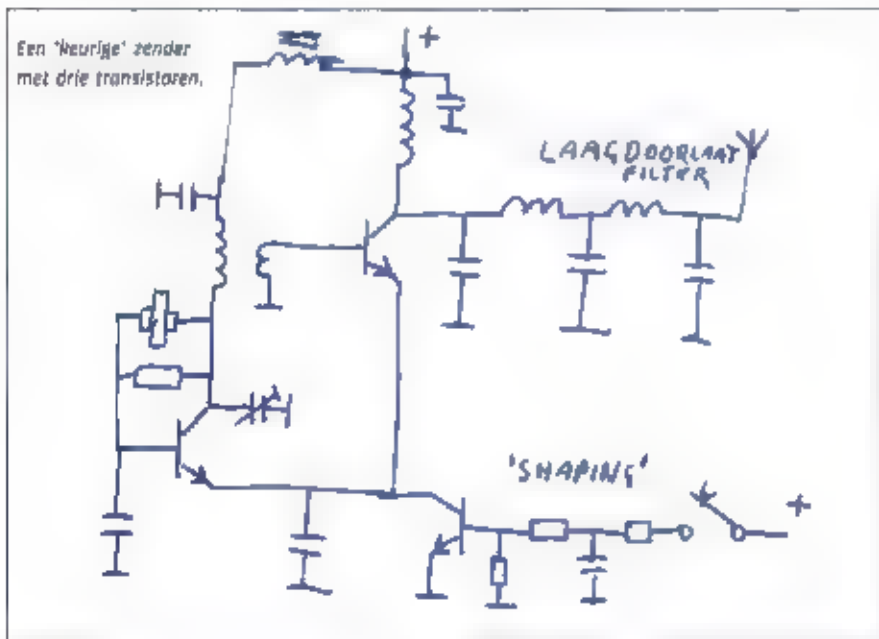 Een 'keurige' zender
met drie transistoren.
+
LAAGDOORLAAT
FILTER
'SHAPING'
+